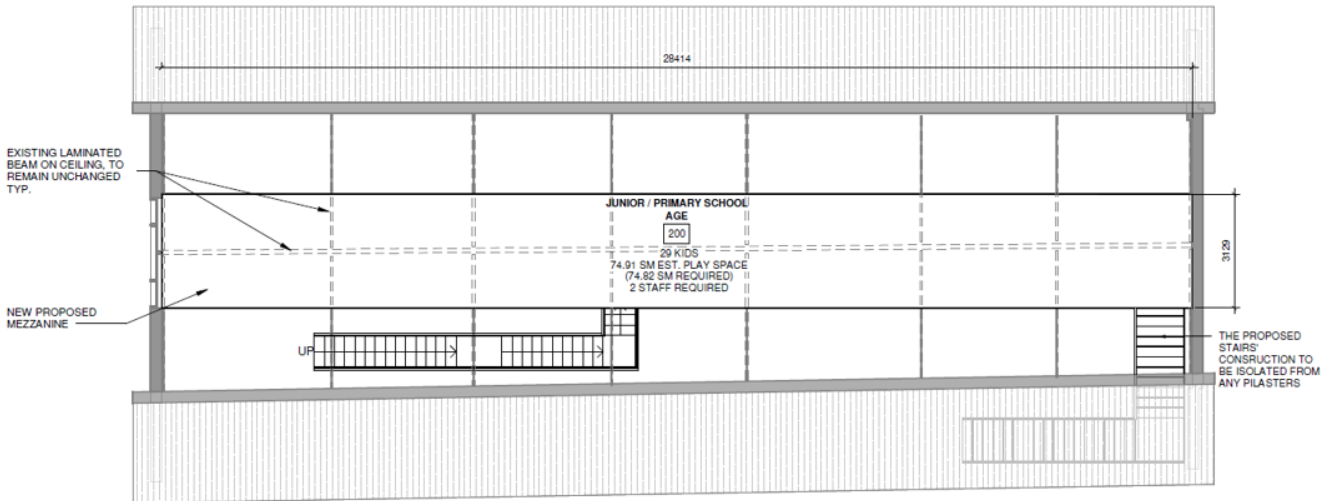 28414
EXISTING LAMINATED
BEAM ON CEILING, TO
REMAIN UNCHANGED
TYP.
JUNIOR / PRIMARY SCHOOL
AGE
200
29 KIDS
74.91 SM EST. PLAY SPACE
(74.82 SM REQUIRED)
2 STAFF REQUIRED
3129
NEW PROPOSED
MEZZANINE
UP
THE PROPOSED
STAIRS'
CONSRUCTION TO
BE ISOLATED FROM
ANY PILASTERS